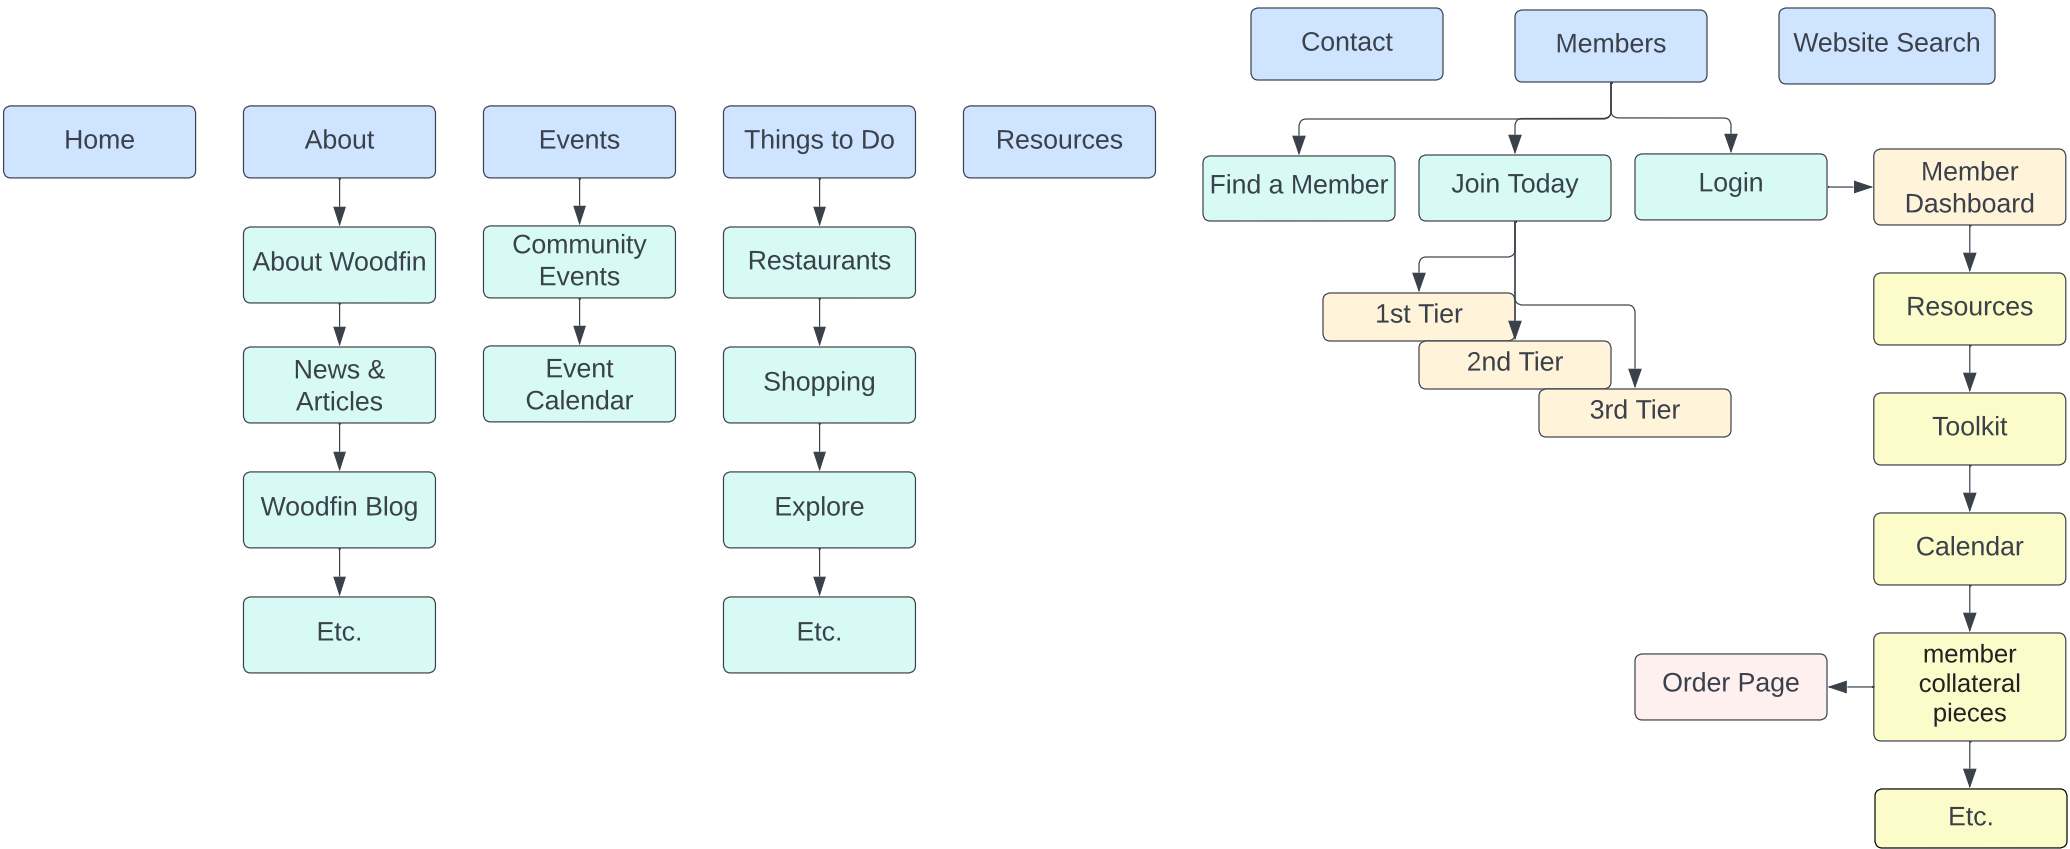 Contact
Members
Website Search
Home
About
Events
Things to Do
Resources
Find a Member
Join Today
Login
Member
Dashboard
About Woodfin
Community
Events
Restaurants
1st Tier
2nd Tier
3rd Tier
Resources
News &
Articles
Event
Calendar
Shopping
Toolkit
Woodfin Blog
Explore
Calendar
Etc.
Etc.
Order Page
member
collateral
pieces
Etc.